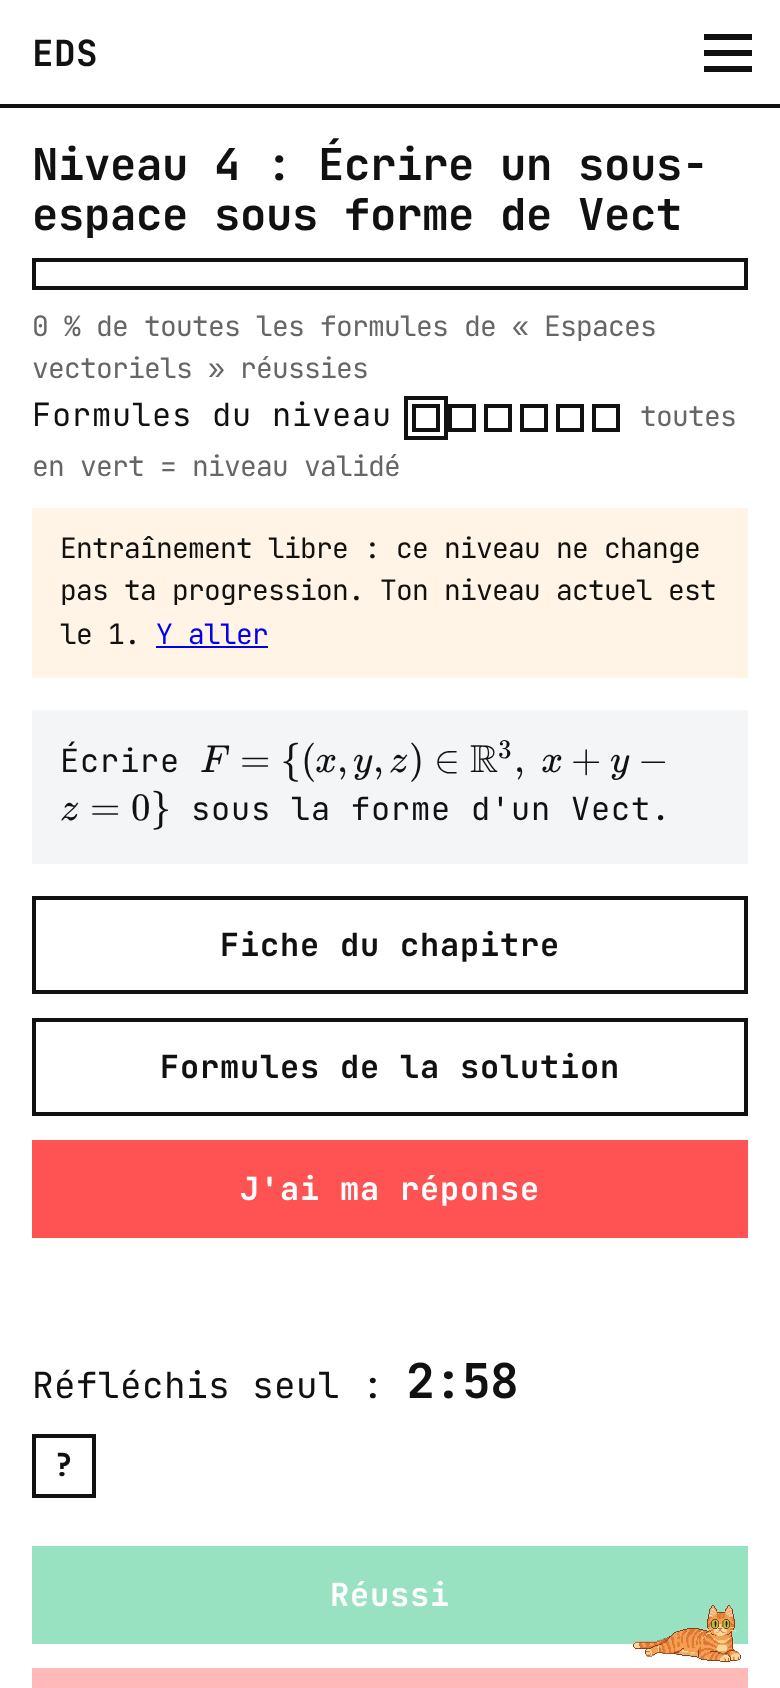 EDS
Niveau 4 : Écrire un sous-
espace sous forme de Vect
0 % de toutes les formules de « Espaces
vectoriels » réussies
Formules du niveau toutes
en vert = niveau validé
Entraînement libre : ce niveau ne change
pas ta progression. Ton niveau actuel est
le 1. Y aller
Écrire F = {(x, y, z) ∈ ℝ³, x + y −
z = 0} sous la forme d'un Vect.
Fiche du chapitre
Formules de la solution
J'ai ma réponse
Réfléchis seul : 2:58
?
Réussi